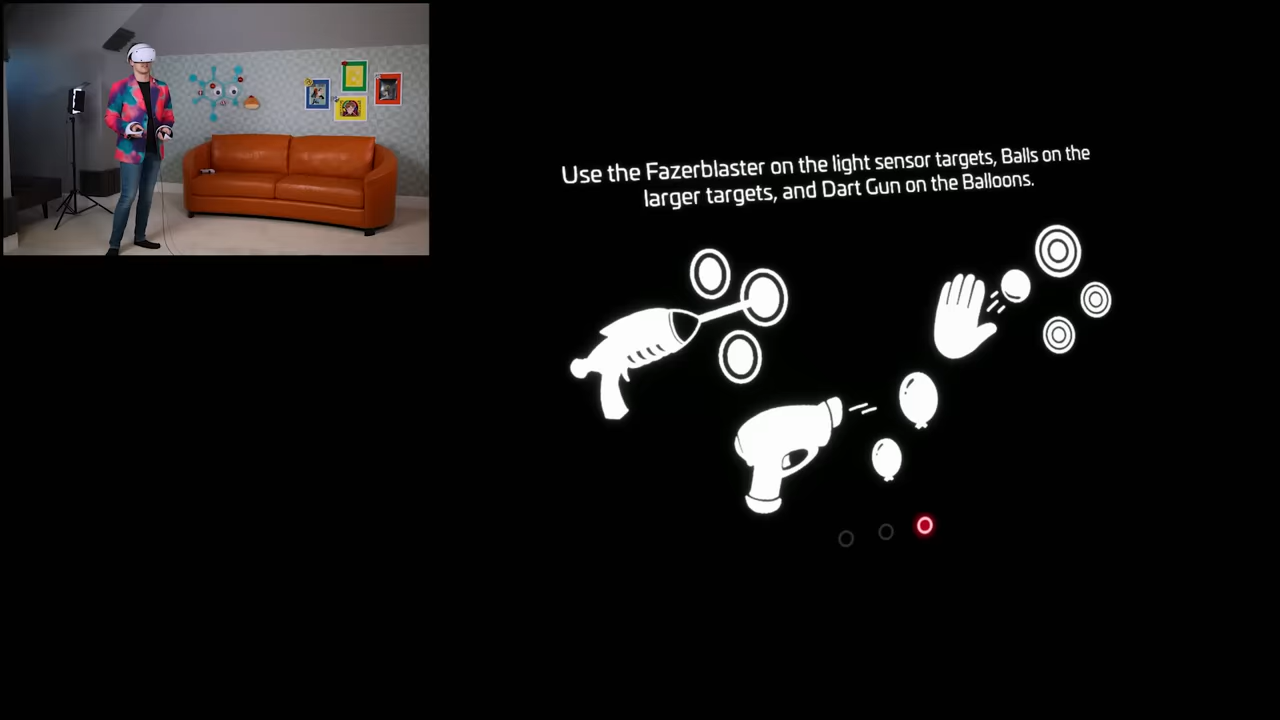 Use the Fazerblaster on the light sensor targets, Balls on the
larger targets, and Dart Gun on the Balloons.